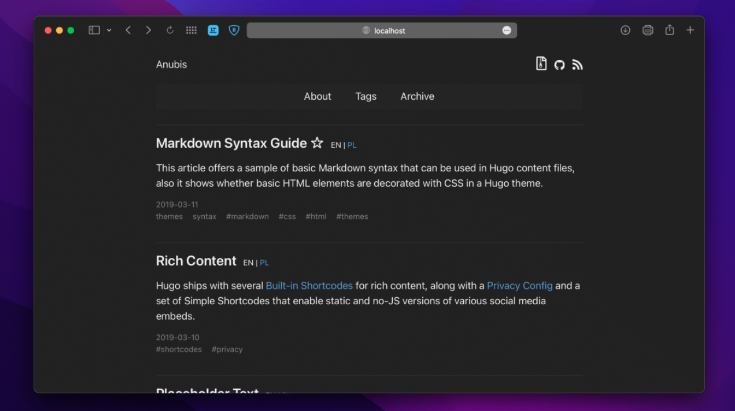 localhost
Anubis
About Tags Archive
Markdown Syntax Guide ☆ EN | PL
This article offers a sample of basic Markdown syntax that can be used in Hugo content files,
also it shows whether basic HTML elements are decorated with CSS in a Hugo theme.
2019-03-11
themes syntax #markdown #css #html #themes
Rich Content EN | PL
Hugo ships with several Built-in Shortcodes for rich content, along with a Privacy Config and a
set of Simple Shortcodes that enable static and no-JS versions of various social media
embeds.
2019-03-10
#shortcodes #privacy
Placeholder Text